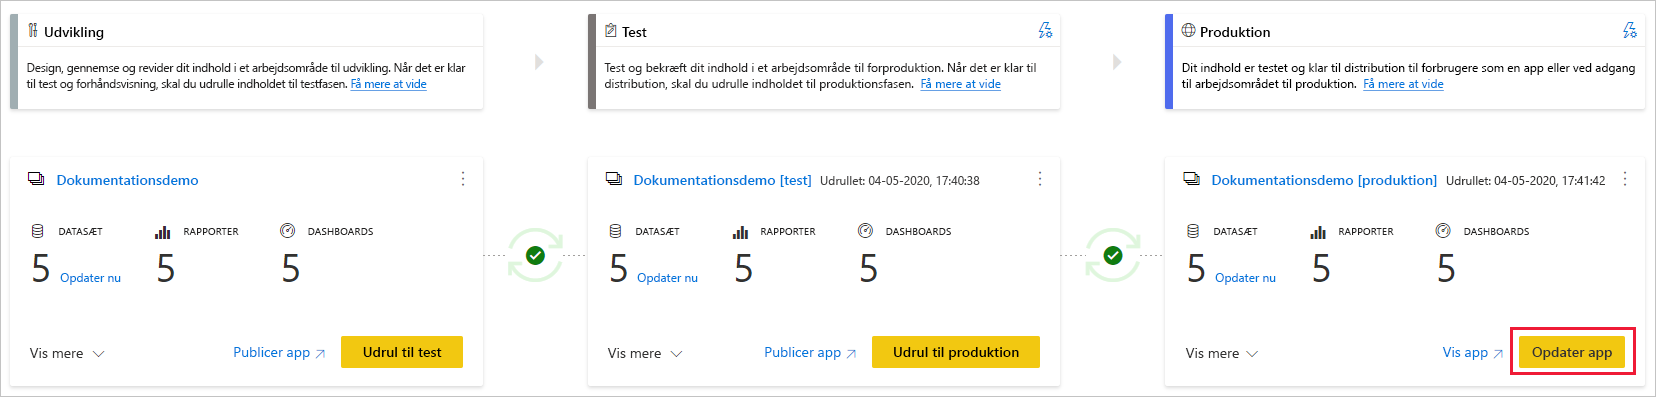 Udvikling
Design, gennemse og revider dit indhold i et arbejdsområde til udvikling. Når det er klar
til test og forhåndsvisning, skal du udrulle indholdet til testfasen. Få mere at vide
Test
Test og bekræft dit indhold i et arbejdsområde til forproduktion. Når det er klar til
distribution, skal du udrulle indholdet til produktionsfasen. Få mere at vide
Produktion
Dit indhold er testet og klar til distribution til forbrugere som en app eller ved adgang
til arbejdsområdet til produktion. Få mere at vide
Dokumentationsdemo
DATASÆT RAPPORTER DASHBOARDS
5 Opdater nu 5 5
Vis mere Publicer app Udrul til test
Dokumentationsdemo [test] Udrullet: 04-05-2020, 17:40:38
DATASÆT RAPPORTER DASHBOARDS
5 Opdater nu 5 5
Vis mere Publicer app Udrul til produktion
Dokumentationsdemo [produktion] Udrullet: 04-05-2020, 17:41:42
DATASÆT RAPPORTER DASHBOARDS
5 Opdater nu 5 5
Vis mere Vis app Opdater app